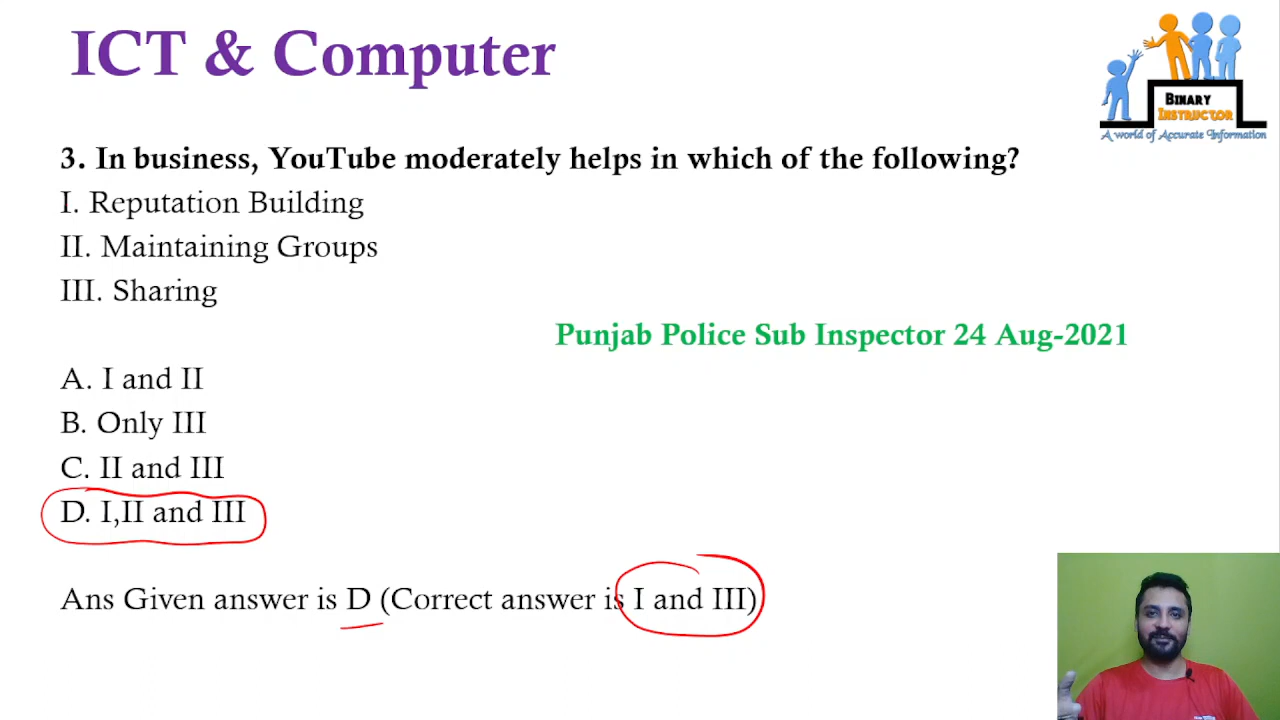 ICT & Computer
BINARY
INSTRUCTOR
A world of Accurate Information
3. In business, YouTube moderately helps in which of the following?
I. Reputation Building
II. Maintaining Groups
III. Sharing
Punjab Police Sub Inspector 24 Aug-2021
A. I and II
B. Only III
C. II and III
D. I,II and III
Ans Given answer is D (Correct answer is I and III)